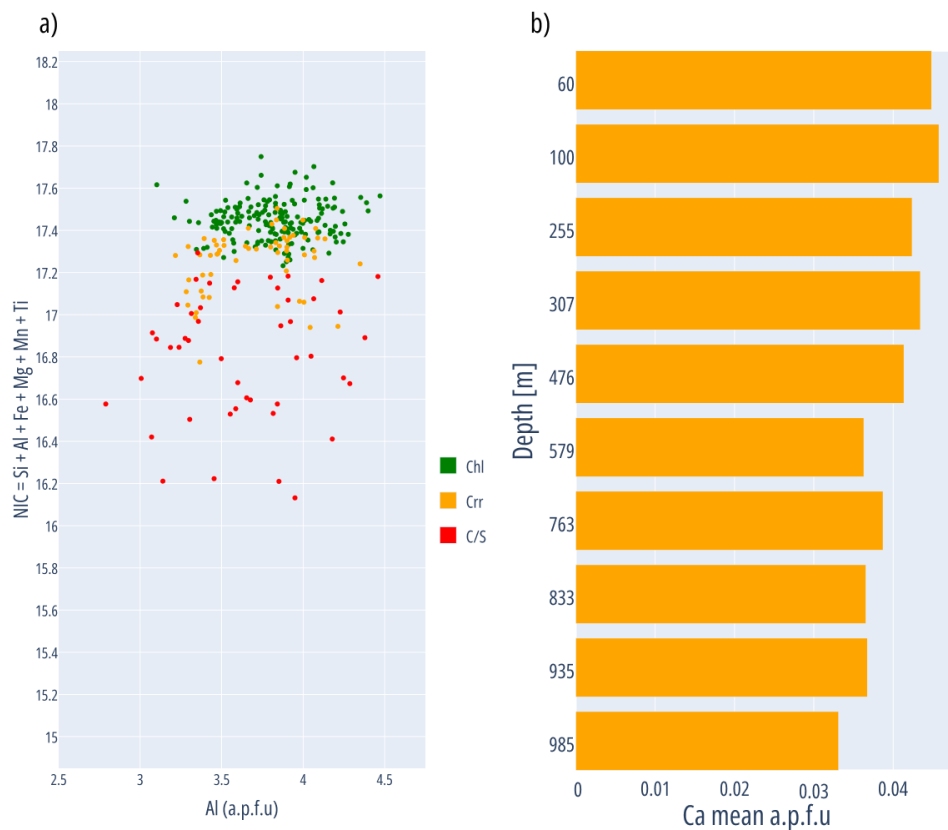 a)
18.2
18
17.8
17.6
17.4
17.2
17
16.8
16.6
16.4
16.2
16
15.8
15.6
15.4
15.2
15
NIC = Si + Al + Fe + Mg + Mn + Ti
2.5 3 3.5 4 4.5
Al (a.p.f.u)
Chl
Crr
C/S
b)
60
100
255
307
476
579
763
833
935
985
Depth [m]
0 0.01 0.02 0.03 0.04
Ca mean a.p.f.u